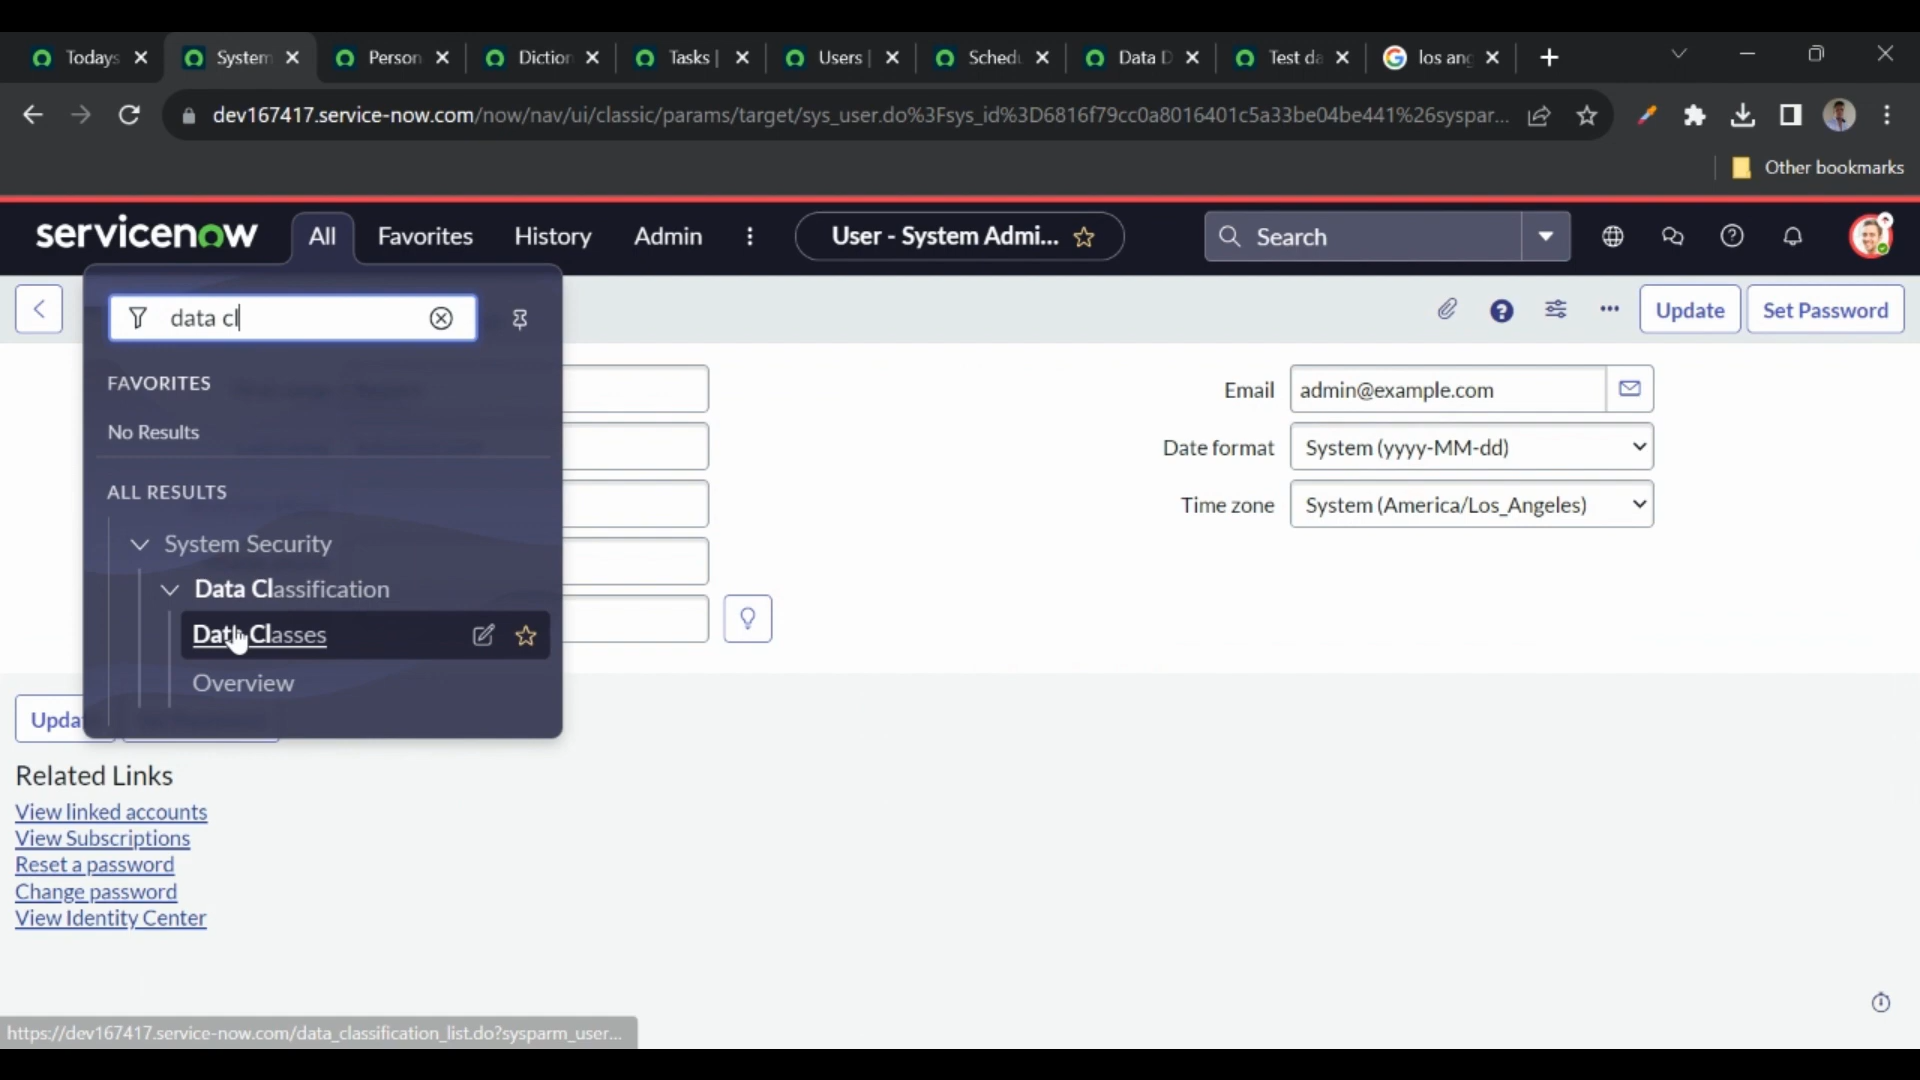 Todays
System
Person
Diction
Tasks |
Users |
Schedu
Data D
Test da
los ang
dev167417.service-now.com/now/nav/ui/classic/params/target/sys_user.do%3Fsys_id%3D6816f79cc0a8016401c5a33be04be441%26syspar...
Other bookmarks
servicenow
All
Favorites
History
Admin
User - System Admi...
Search
data cl
Update
Set Password
FAVORITES
No Results
ALL RESULTS
System Security
Data Classification
Data Classes
Overview
Email
admin@example.com
Date format
System (yyyy-MM-dd)
Time zone
System (America/Los_Angeles)
Upda
Related Links
View linked accounts
View Subscriptions
Reset a password
Change password
View Identity Center
https://dev167417.service-now.com/data_classification_list.do?sysparm_user...